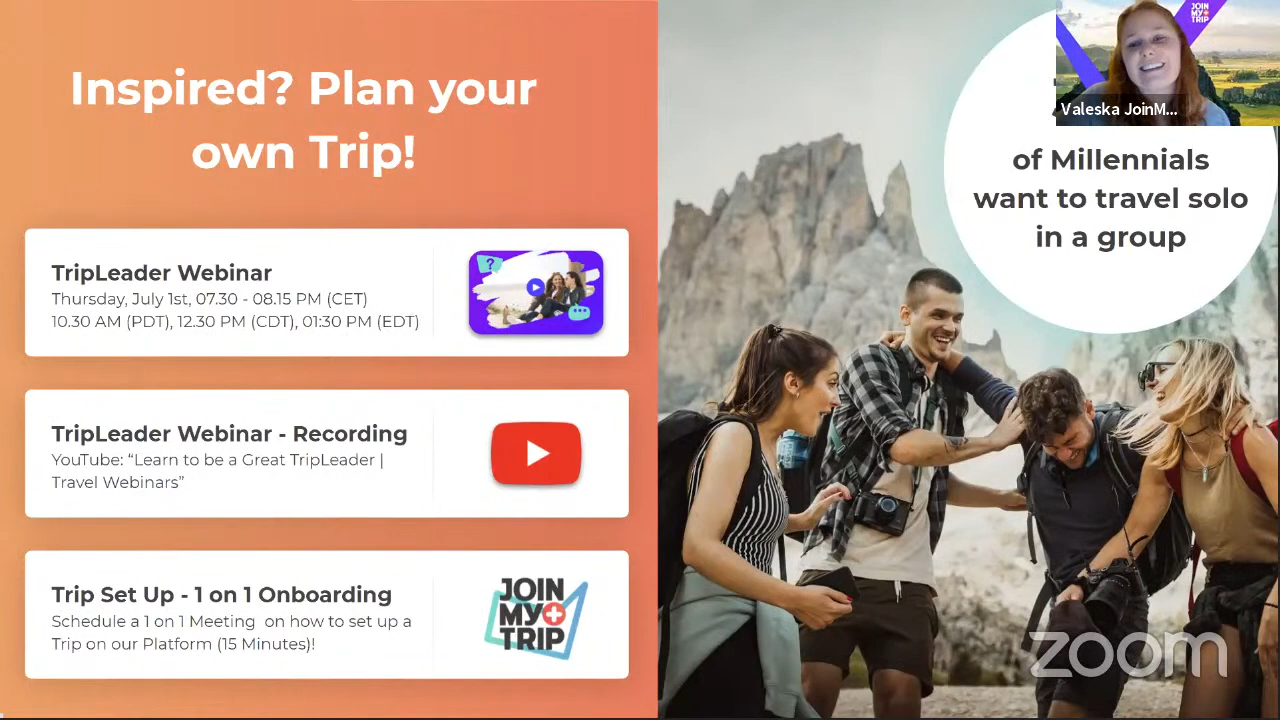 Inspired? Plan your
own Trip!
TripLeader Webinar
Thursday, July 1st, 07.30 - 08.15 PM (CET)
10.30 AM (PDT), 12.30 PM (CDT), 01:30 PM (EDT)
?
TripLeader Webinar - Recording
YouTube: “Learn to be a Great TripLeader |
Travel Webinars”
Trip Set Up - 1 on 1 Onboarding
Schedule a 1 on 1 Meeting on how to set up a
Trip on our Platform (15 Minutes)!
JOIN
MY
TRIP
JOIN
MY
TRIP
Valeska JoinM...
of Millennials
want to travel solo
in a group
zoom